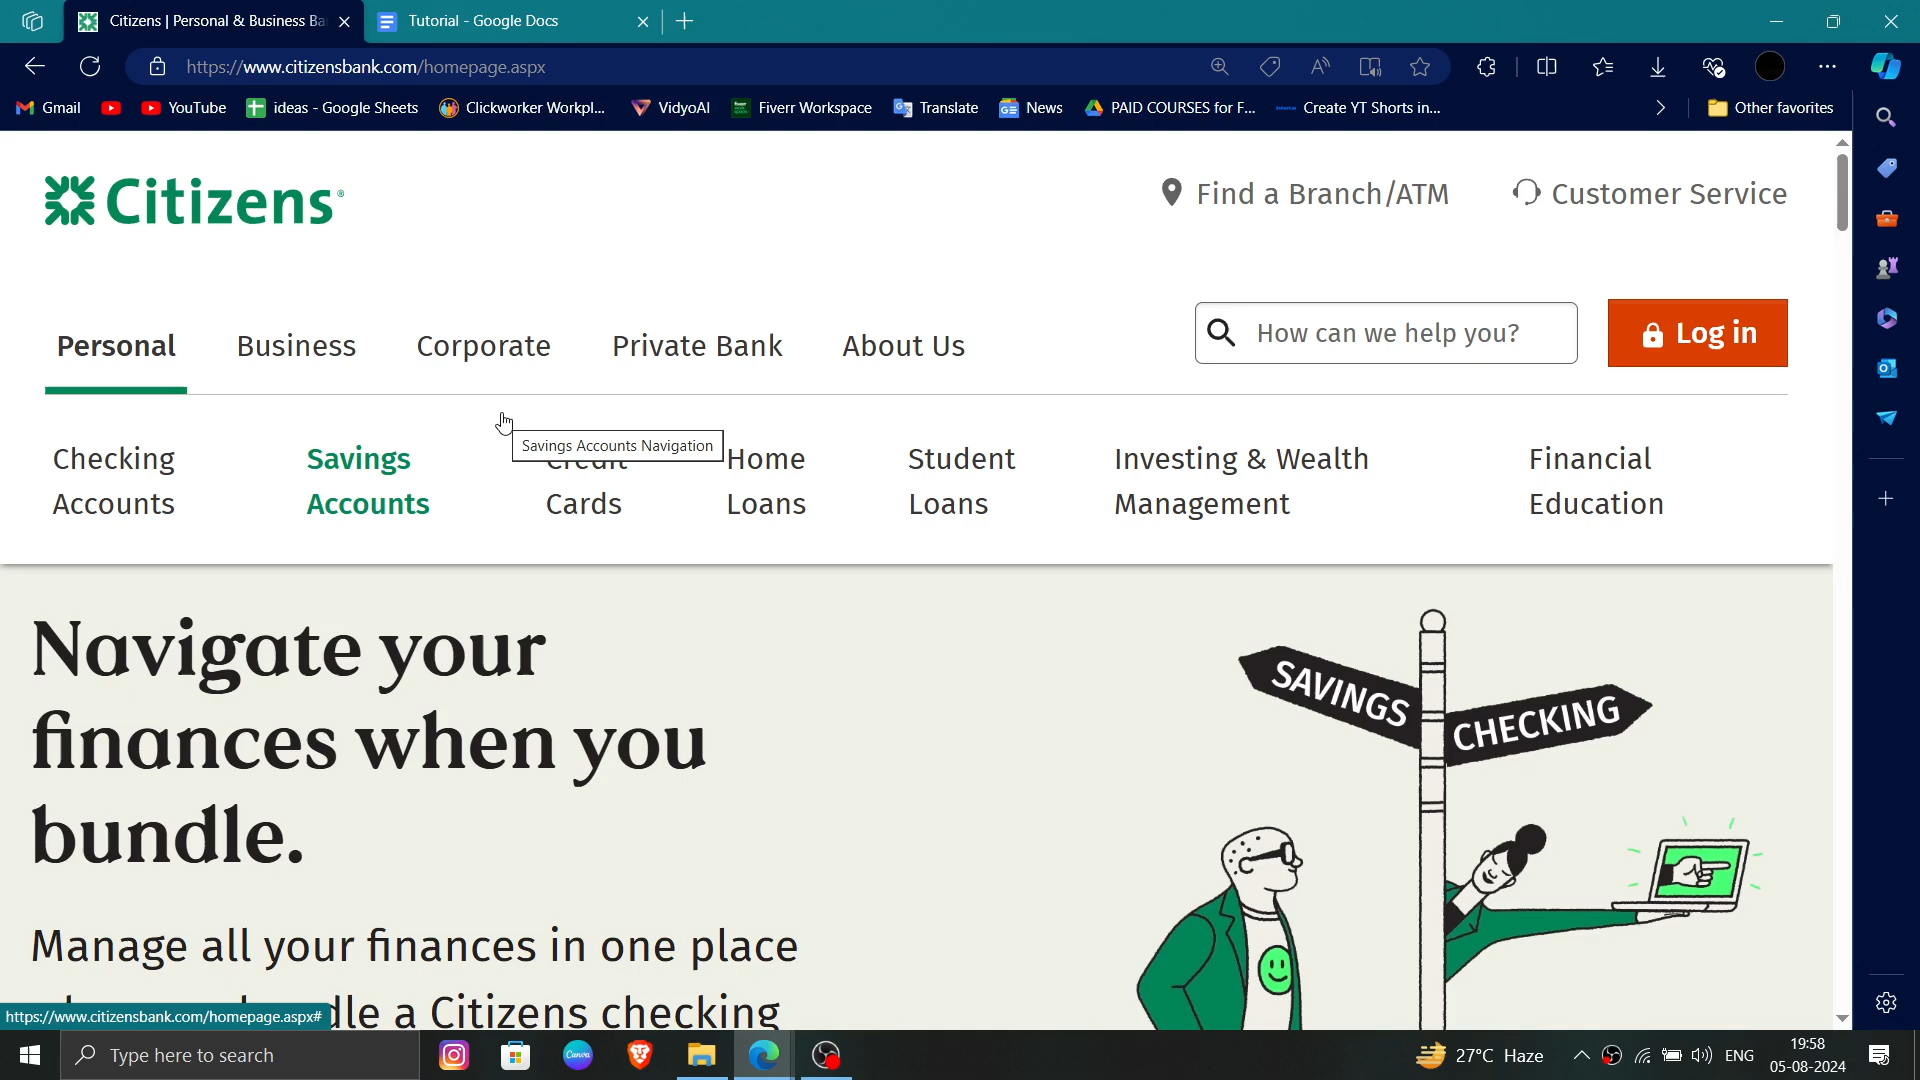 Citizens | Personal & Business Ba
Tutorial - Google Docs
https://www.citizensbank.com/homepage.aspx
Gmail
YouTube
ideas - Google Sheets
Clickworker Workpl...
VidyoAI
Fiverr Workspace
Translate
News
PAID COURSES for F...
Create YT Shorts in...
Other favorites
Citizens
Find a Branch/ATM
Customer Service
Personal
Business
Corporate
Private Bank
About Us
How can we help you?
Log in
Checking
Accounts
Savings
Accounts
Credit
Cards
Savings Accounts Navigation
Home
Loans
Student
Loans
Investing & Wealth
Management
Financial
Education
Navigate your
finances when you
bundle.
SAVINGS
CHECKING
Manage all your finances in one place
a Citizens checking
https://www.citizensbank.com/homepage.aspx#
Type here to search
Canva
27°C Haze
ENG
19:58
05-08-2024